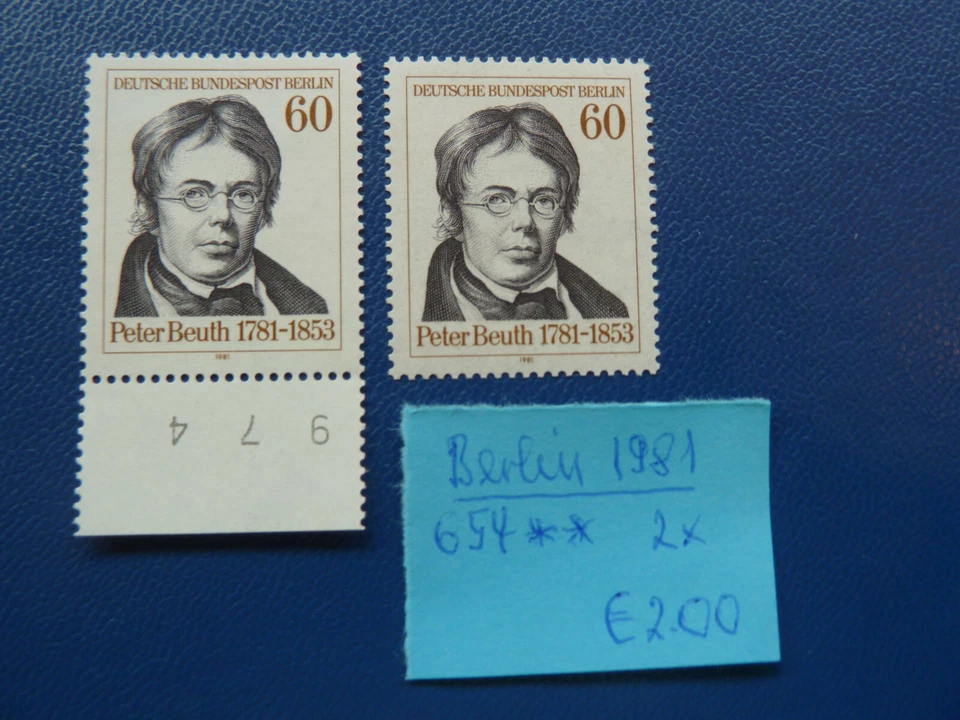 DEUTSCHE BUNDESPOST BERLIN
60
Peter Beuth 1781-1853
1981
9 7 4
DEUTSCHE BUNDESPOST BERLIN
60
Peter Beuth 1781-1853
1981
Berlin 1981
654 ** 2x
€ 2.00